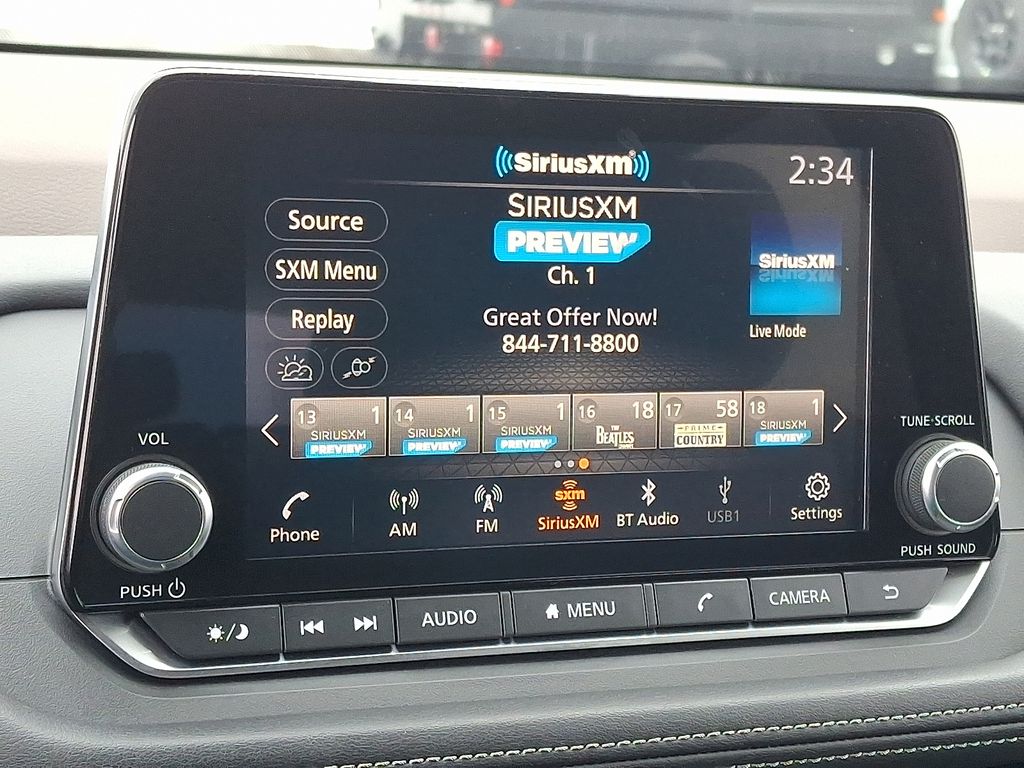 SiriusXM®
2:34
SIRIUSXM
PREVIEW
Ch. 1
Great Offer Now!
844-711-8800
Source
SXM Menu
Replay
SiriusXM
Live Mode
13 1
SIRIUSXM
PREVIEW
14 1
SIRIUSXM
PREVIEW
15 1
SIRIUSXM
PREVIEW
16 18
THE
BEATLES
17 58
PRIME
COUNTRY
18 1
SIRIUSXM
PREVIEW
Phone
AM
FM
sxm
SiriusXM
BT Audio
USB1
Settings
VOL
PUSH
TUNE·SCROLL
PUSH SOUND
AUDIO
MENU
CAMERA